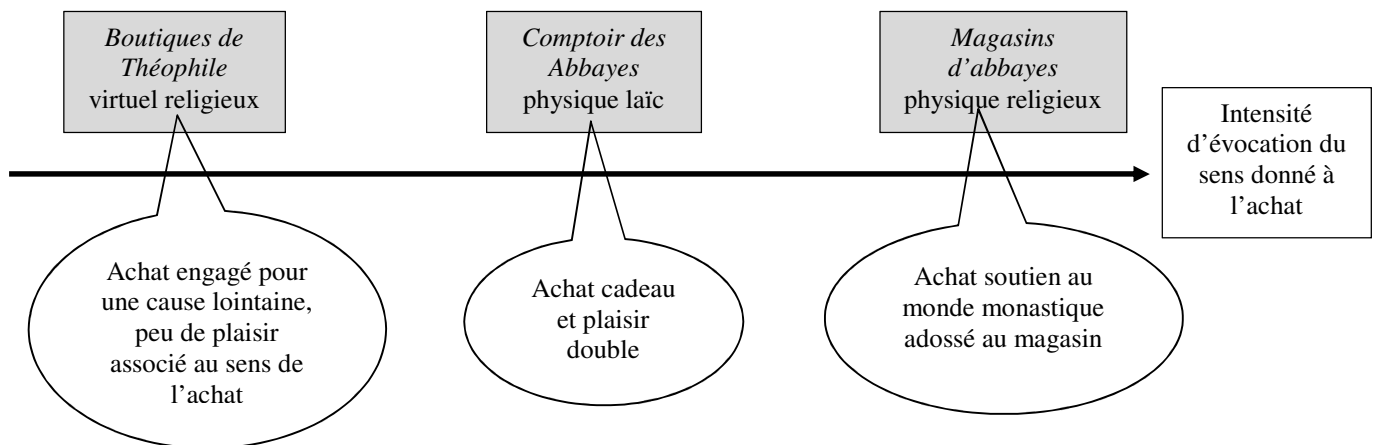 Boutiques de
Théophile
virtuel religieux
Comptoir des
Abbayes
physique laïc
Magasins
d’abbayes
physique religieux
Intensité
d’évocation du
sens donné à
l’achat
Achat engagé pour
une cause lointaine,
peu de plaisir
associé au sens de
l’achat
Achat cadeau
et plaisir
double
Achat soutien au
monde monastique
adossé au magasin